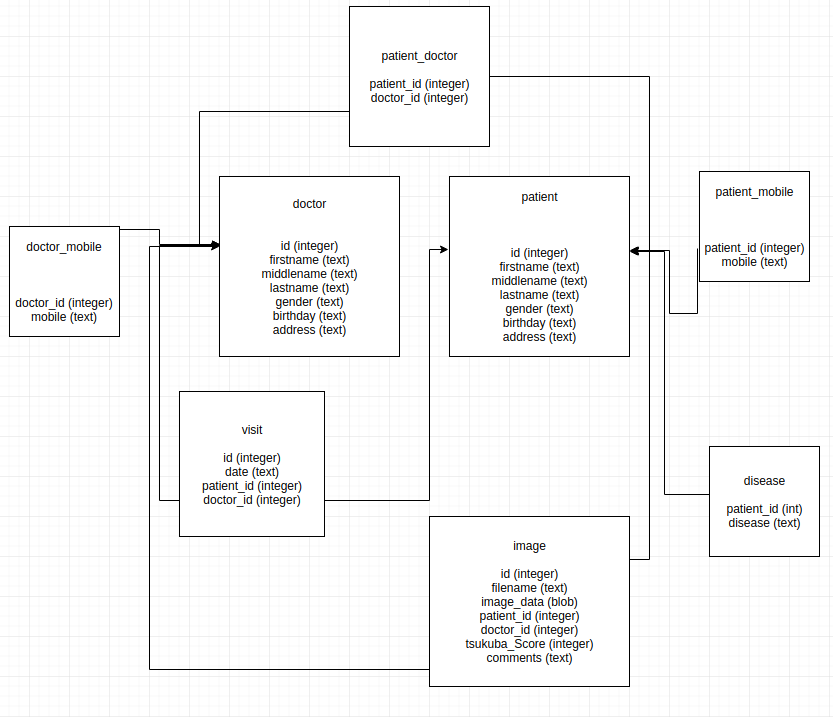 patient_doctor
patient_id (integer)
doctor_id (integer)
doctor
id (integer)
firstname (text)
middlename (text)
lastname (text)
gender (text)
birthday (text)
address (text)
patient
id (integer)
firstname (text)
middlename (text)
lastname (text)
gender (text)
birthday (text)
address (text)
patient_mobile
patient_id (integer)
mobile (text)
doctor_mobile
doctor_id (integer)
mobile (text)
visit
id (integer)
date (text)
patient_id (integer)
doctor_id (integer)
disease
patient_id (int)
disease (text)
image
id (integer)
filename (text)
image_data (blob)
patient_id (integer)
doctor_id (integer)
tsukuba_Score (integer)
comments (text)